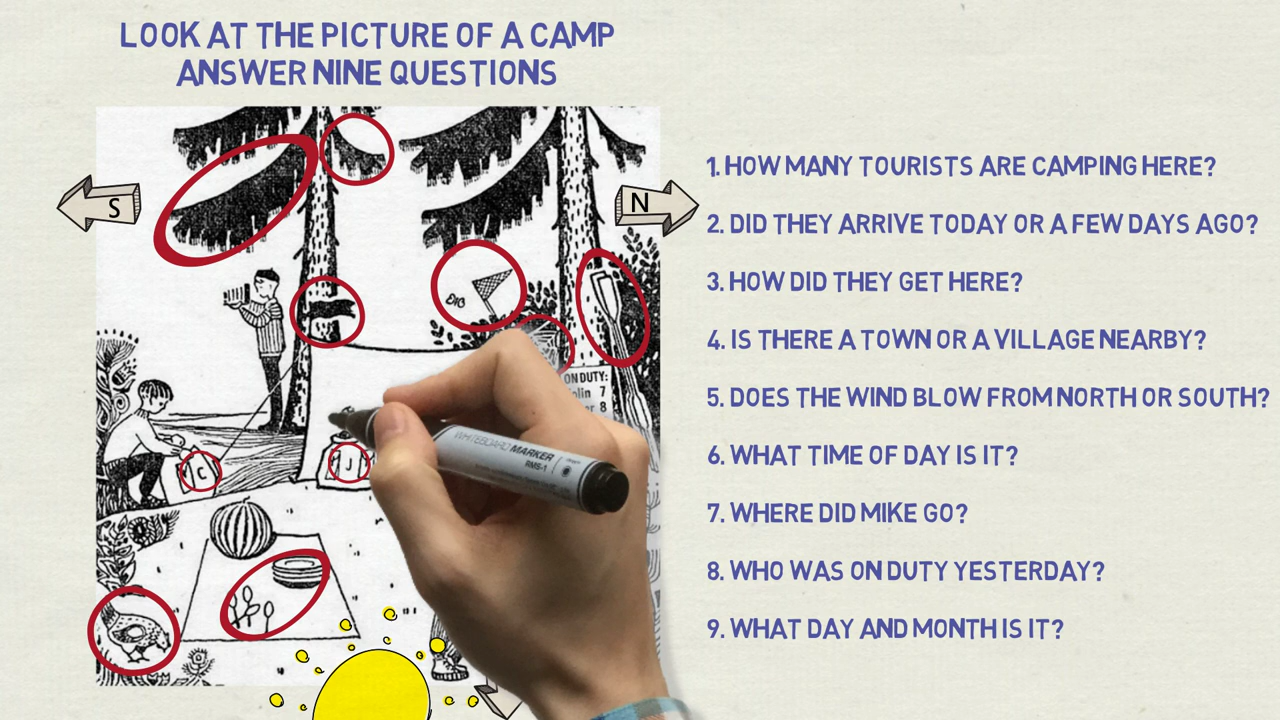 LOOK AT THE PICTURE OF A CAMP
ANSWER NINE QUESTIONS
S
N
1. HOW MANY TOURISTS ARE CAMPING HERE?
2. DID THEY ARRIVE TODAY OR A FEW DAYS AGO?
3. HOW DID THEY GET HERE?
4. IS THERE A TOWN OR A VILLAGE NEARBY?
5. DOES THE WIND BLOW FROM NORTH OR SOUTH?
6. WHAT TIME OF DAY IS IT?
7. WHERE DID MIKE GO?
8. WHO WAS ON DUTY YESTERDAY?
9. WHAT DAY AND MONTH IS IT?
ON DUTY:
7
8
C
J
WHITEBOARD MARKER
RMS-1